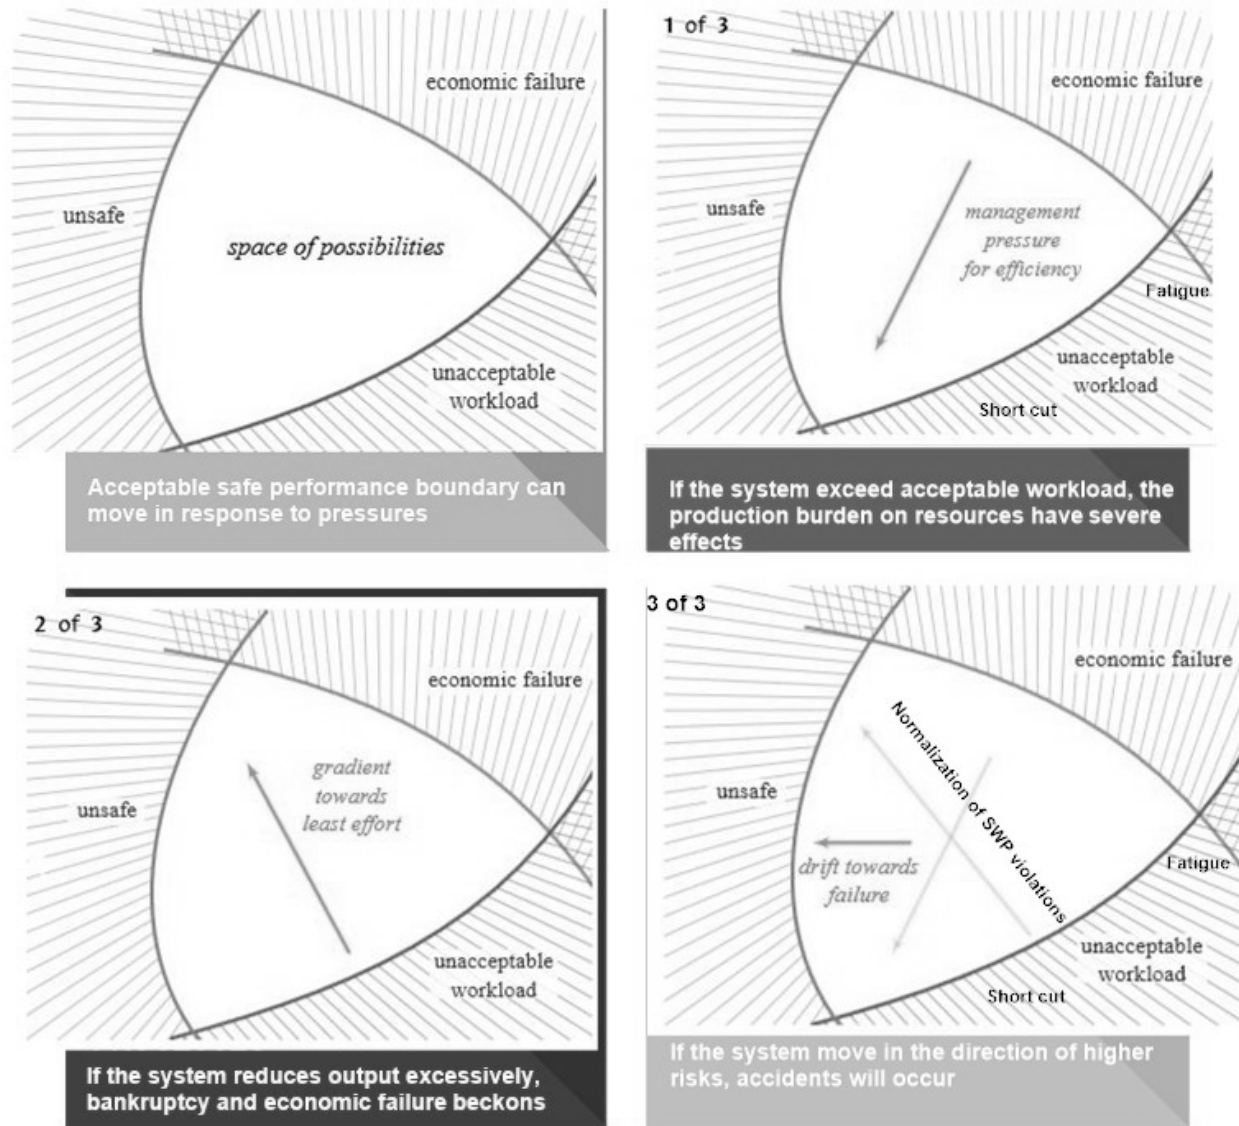 economic failure
unsafe
space of possibilities
unacceptable
workload
Acceptable safe performance boundary can
move in response to pressures
1 of 3
economic failure
unsafe
management
pressure
for efficiency
Fatigue
unacceptable
workload
Short cut
If the system exceed acceptable workload, the
production burden on resources have severe
effects
2 of 3
economic failure
gradient
towards
least effort
unsafe
unacceptable
workload
If the system reduces output excessively,
bankruptcy and economic failure beckons
3 of 3
economic failure
Normalization of SWP violations
unsafe
drift towards
failure
Fatigue
unacceptable
workload
Short cut
If the system move in the direction of higher
risks, accidents will occur